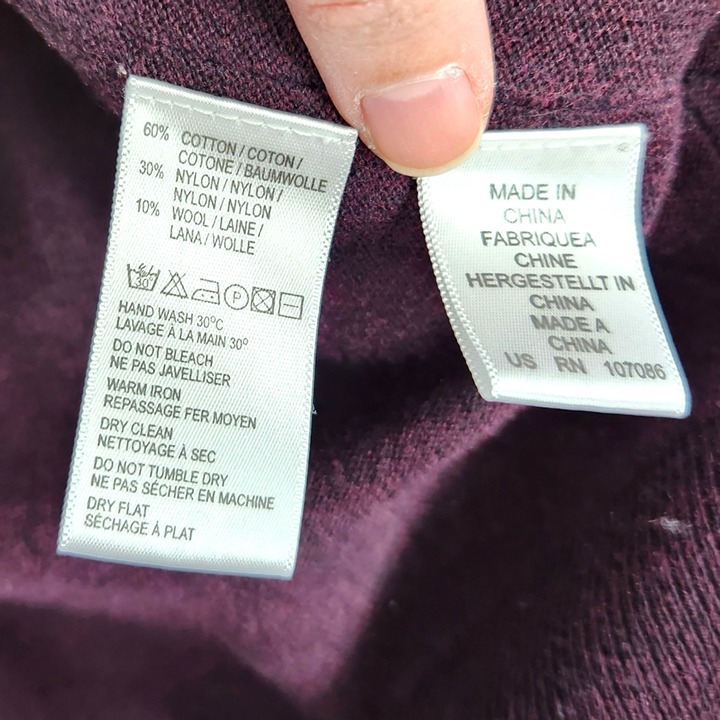 60% COTTON / COTON /
COTONE / BAUMWOLLE
30% NYLON / NYLON /
NYLON / NYLON
10% WOOL / LAINE /
LANA / WOLLE
30°
P
HAND WASH 30°C
LAVAGE À LA MAIN 30°
DO NOT BLEACH
NE PAS JAVELLISER
WARM IRON
REPASSAGE FER MOYEN
DRY CLEAN
NETTOYAGE À SEC
DO NOT TUMBLE DRY
NE PAS SÉCHER EN MACHINE
DRY FLAT
SÉCHAGE À PLAT
MADE IN
CHINA
FABRIQUEA
CHINE
HERGESTELLT IN
CHINA
MADE A
CHINA
US RN 107086